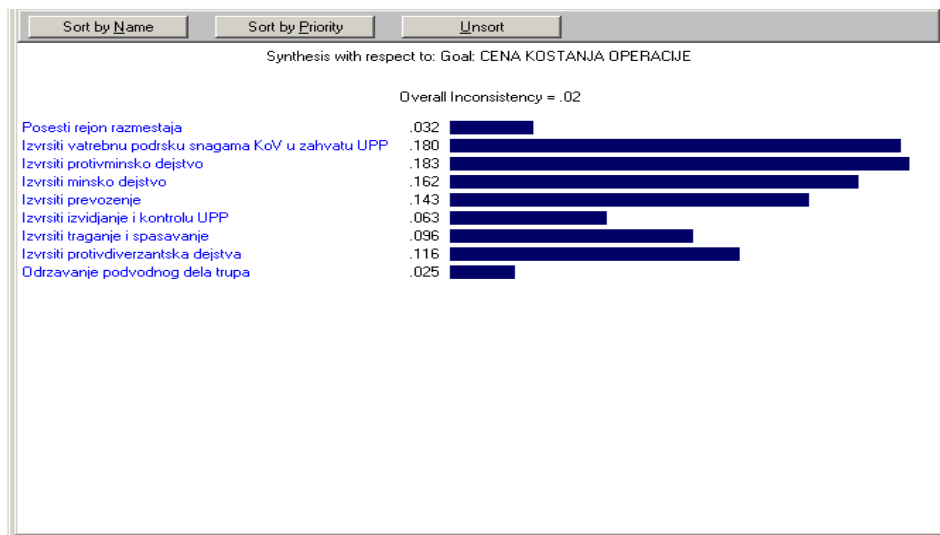 Sort by Name Sort by Priority Unsort
Synthesis with respect to: Goal: CENA KOSTANJA OPERACIJE
Overall Inconsistency = .02
Posesti rejon razmestaja .032
Izvrsiti vatrebnu podrsku snagama KoV u zahvatu UPP .180
Izvrsiti protivminsko dejstvo .183
Izvrsiti minsko dejstvo .162
Izvrsiti prevozenje .143
Izvrsiti izvidjanje i kontrolu UPP .063
Izvrsiti traganje i spasavanje .096
Izvrsiti protivdiverzantska dejstva .116
Odrzavanje podvodnog dela trupa .025